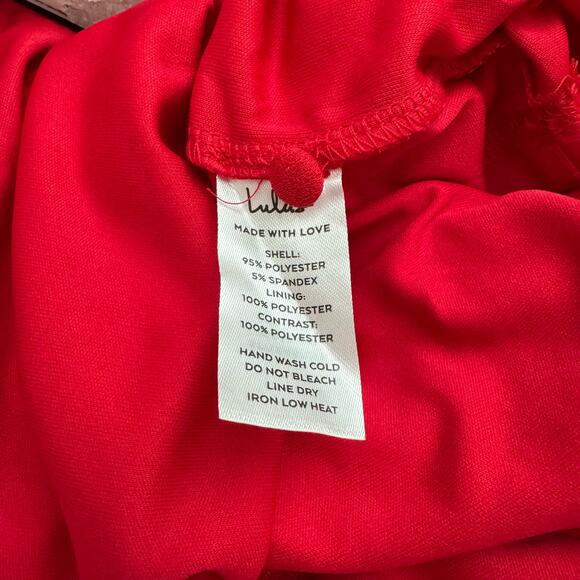 Lulus
MADE WITH LOVE
SHELL:
95% POLYESTER
5% SPANDEX
LINING:
100% POLYESTER
CONTRAST:
100% POLYESTER
HAND WASH COLD
DO NOT BLEACH
LINE DRY
IRON LOW HEAT